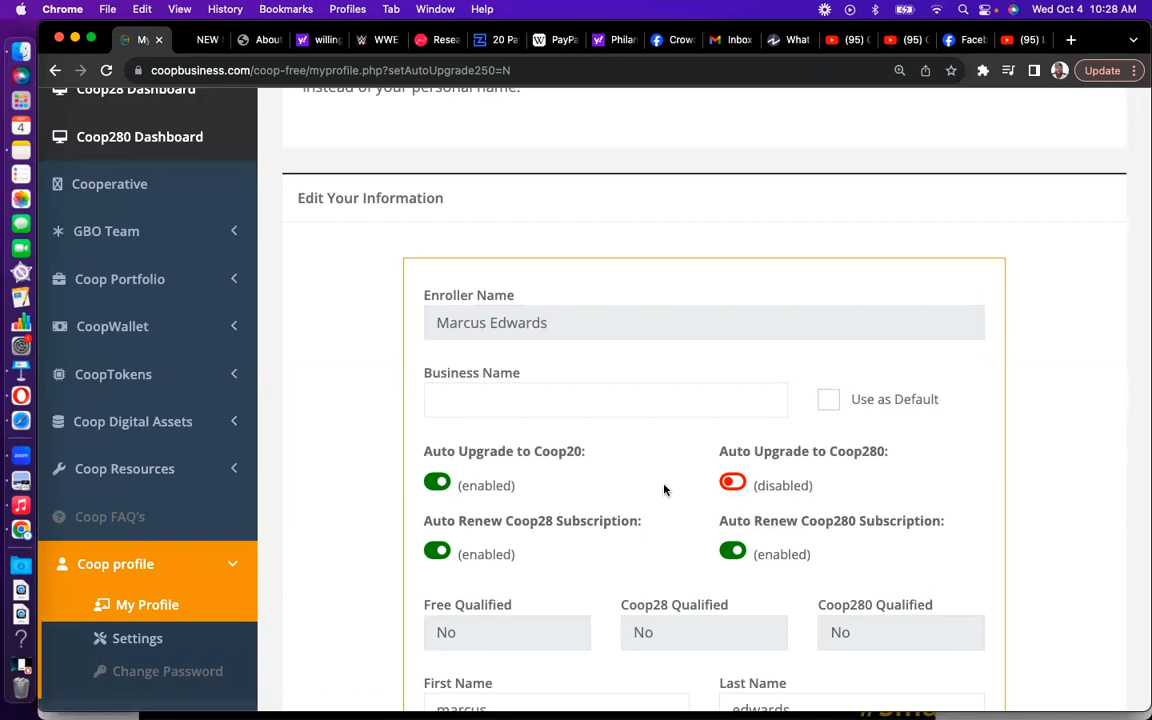 Chrome File Edit View History Bookmarks Profiles Tab Window Help Wed Oct 4 10:28 AM
My NEW Abou willing WWE Resea 20 Pa PayPa Philar Crow Inbox What (95) (95) Faceb (95) L
coopbusiness.com/coop-free/myprofile.php?setAutoUpgrade250=N Update
Coop28 Dashboard
instead of your personal name.
Coop280 Dashboard
Cooperative
Edit Your Information
GBO Team
Coop Portfolio
Enroller Name
CoopWallet
Marcus Edwards
Business Name
CoopTokens
Use as Default
Coop Digital Assets
Auto Upgrade to Coop20: Auto Upgrade to Coop280:
Coop Resources
(enabled) (disabled)
Coop FAQ's
Auto Renew Coop28 Subscription: Auto Renew Coop280 Subscription:
(enabled) (enabled)
Coop profile
My Profile
Free Qualified Coop28 Qualified Coop280 Qualified
No No No
Settings
Change Password
First Name Last Name
marcus edwards